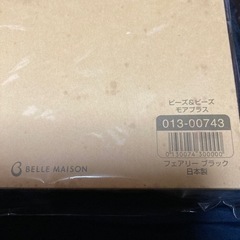 ビーズ&ビーズ
モアプラス
013-00743
0130074300000
フェアリー ブラック
日本製
BELLE MAISON